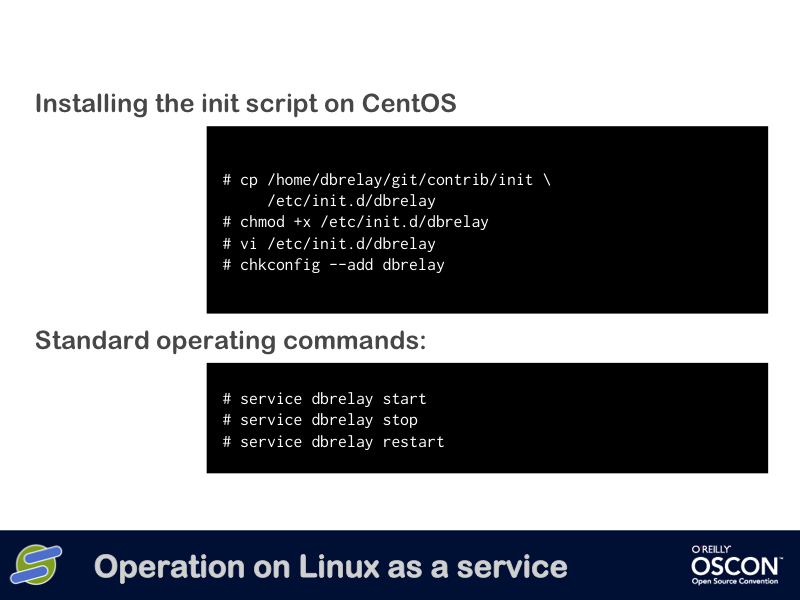 Installing the init script on CentOS
# cp /home/dbrelay/git/contrib/init \
/etc/init.d/dbrelay
# chmod +x /etc/init.d/dbrelay
# vi /etc/init.d/dbrelay
# chkconfig --add dbrelay
Standard operating commands:
# service dbrelay start
# service dbrelay stop
# service dbrelay restart
Operation on Linux as a service
O'REILLY®
OSCON™
Open Source Convention